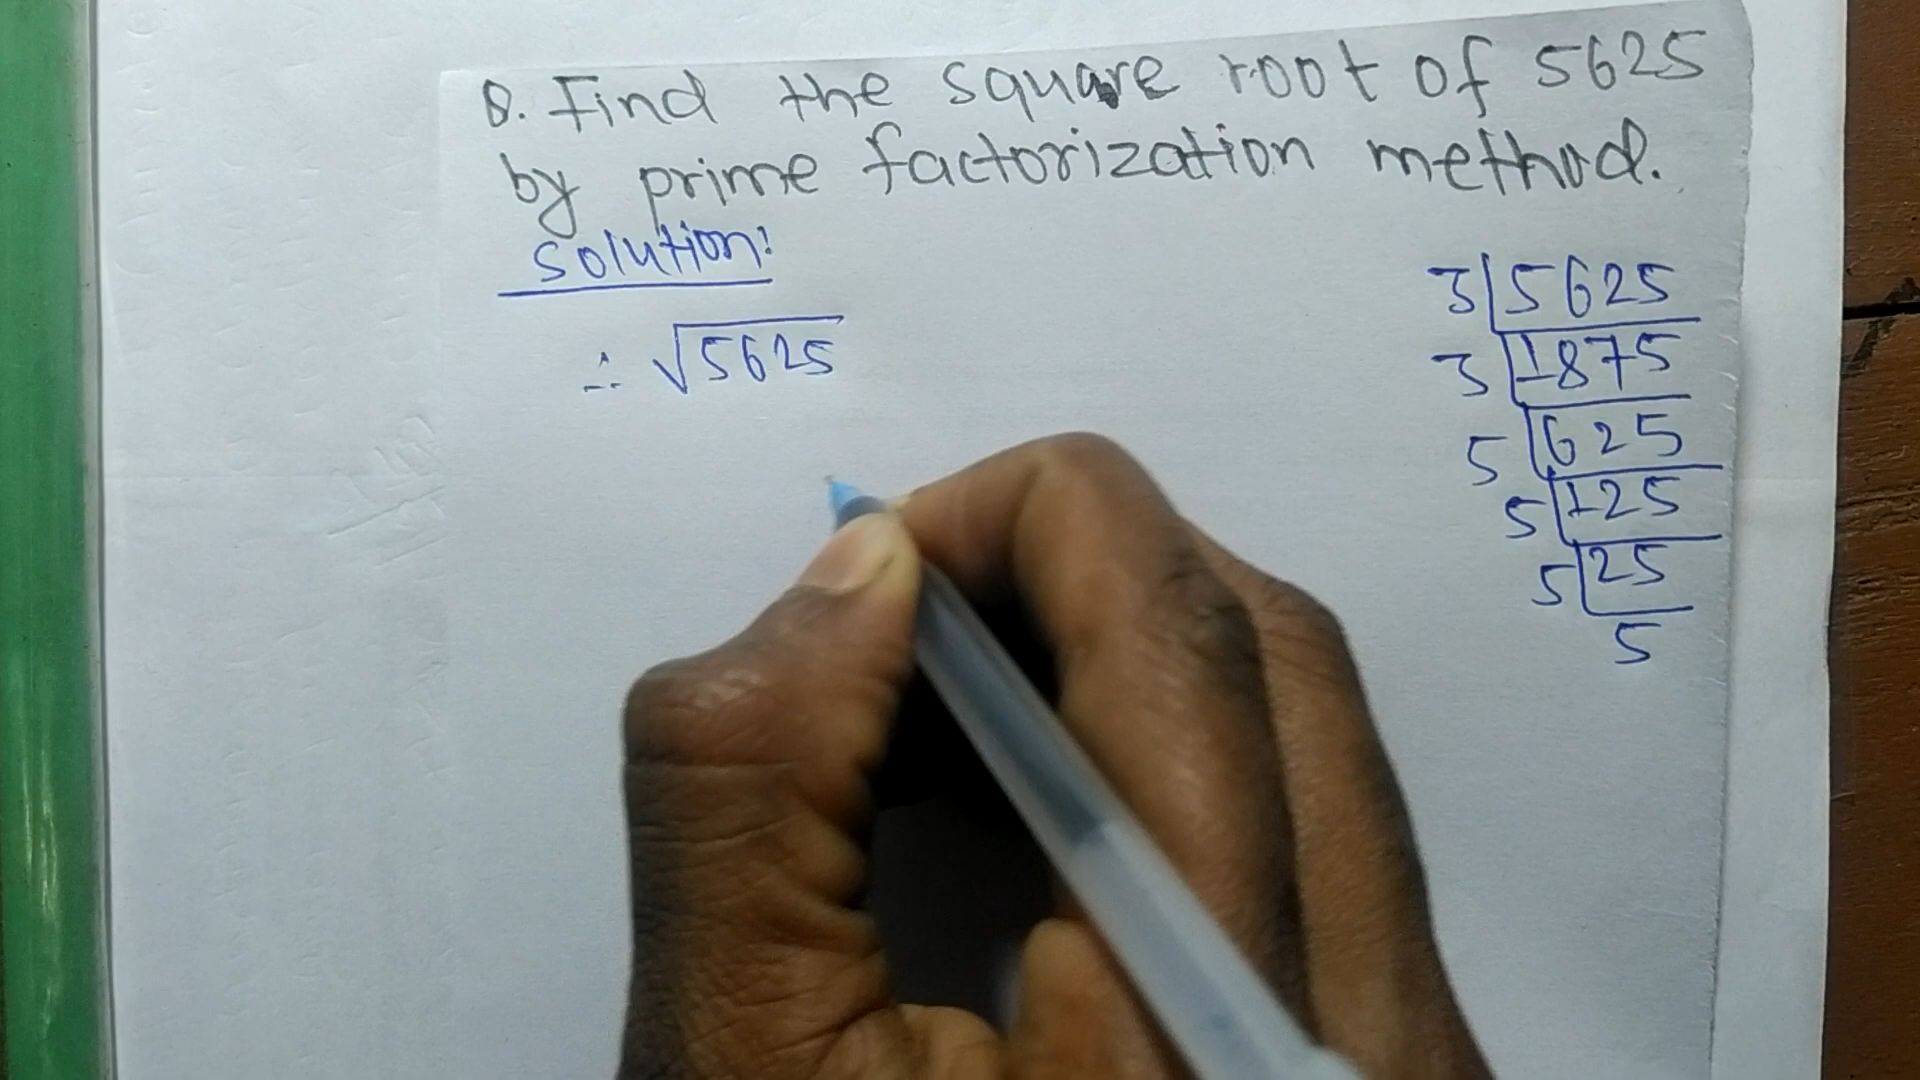 Q. Find the square root of 5625
by prime factorization method.
Solution:
∴ √5625
3 5625
3 1875
5 625
5 125
5 25
5